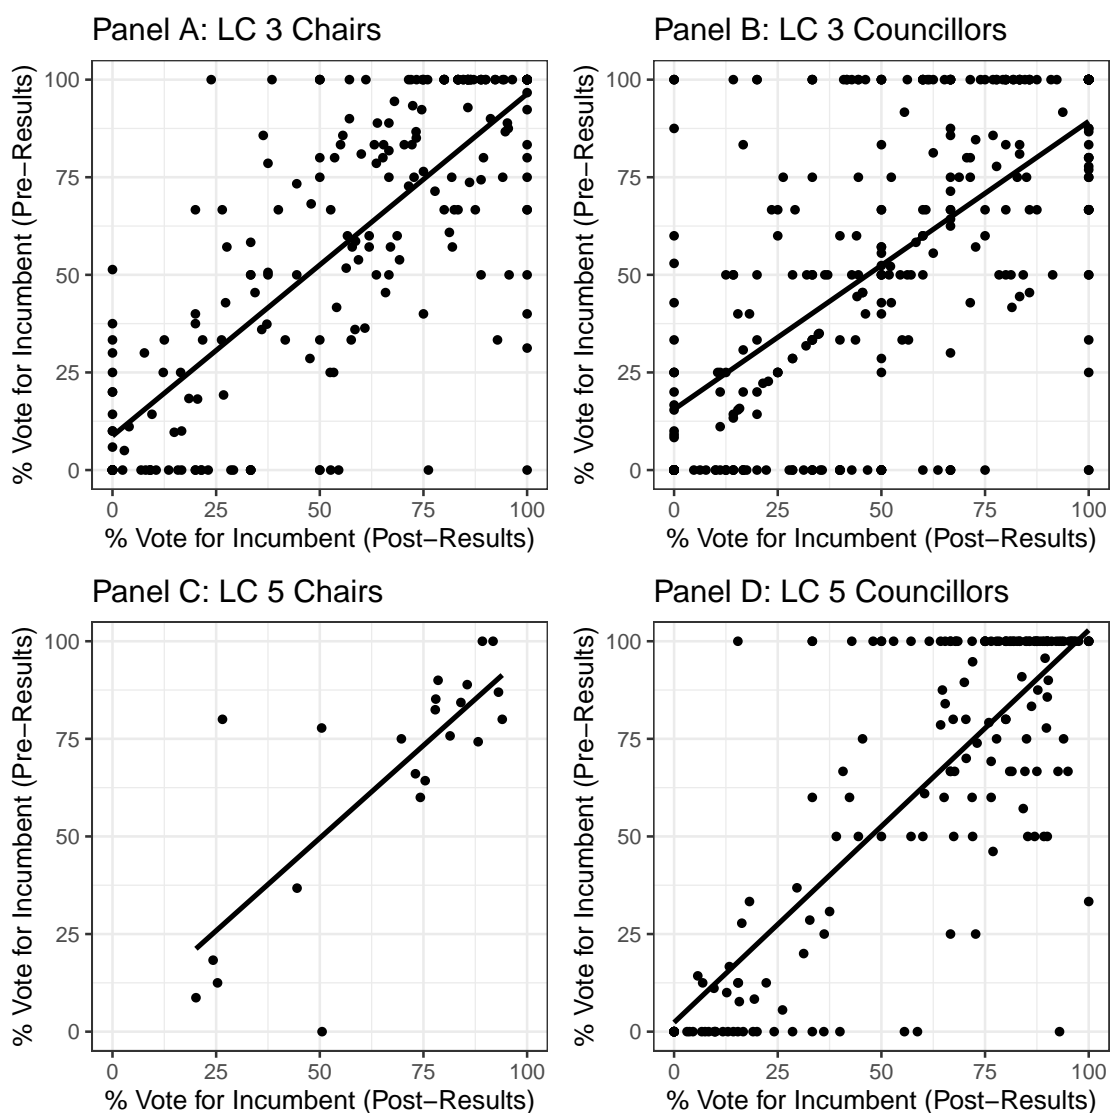 Panel A: LC 3 Chairs
% Vote for Incumbent (Pre−Results)
100
75
50
25
0
0 25 50 75 100
% Vote for Incumbent (Post−Results)
Panel B: LC 3 Councillors
% Vote for Incumbent (Pre−Results)
100
75
50
25
0
0 25 50 75 100
% Vote for Incumbent (Post−Results)
Panel C: LC 5 Chairs
% Vote for Incumbent (Pre−Results)
100
75
50
25
0
0 25 50 75 100
% Vote for Incumbent (Post−Results)
Panel D: LC 5 Councillors
% Vote for Incumbent (Pre−Results)
100
75
50
25
0
0 25 50 75 100
% Vote for Incumbent (Post−Results)